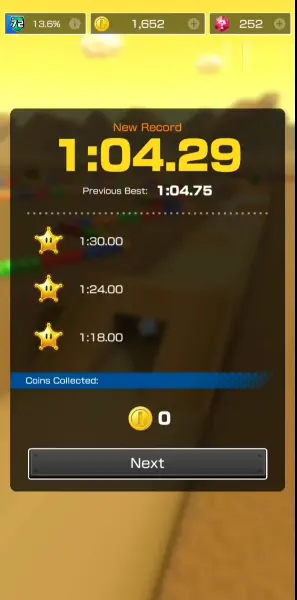 72 13.6% 1,652 252
New Record
1:04.29
Previous Best: 1:04.75
1:30.00
1:24.00
1:18.00
Coins Collected:
0
Next